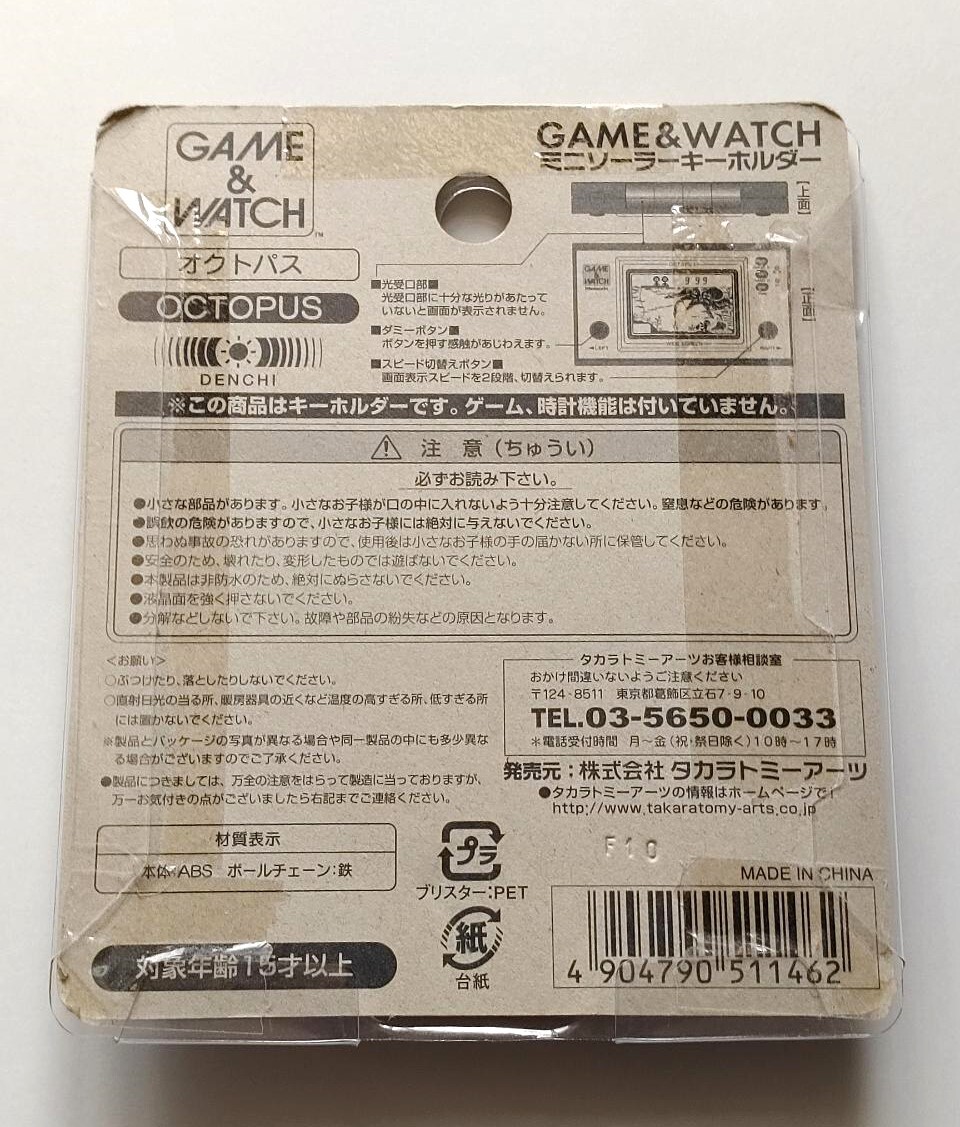 GAME
&
WATCH
™
オクトパス
OCTOPUS
DENCHI
GAME&WATCH
ミニソーラーキーホルダー
【上面】
【正面】
■光受口部■
光受口部に十分な光りがあたって
いないと画面が表示されません。
■ダミーボタン■
ボタンを押す感触があじわえます。
■スピード切替えボタン■
画面表示スピードを2段階、切替えられます。
GAME
&
WATCH
Nintendo
OCTOPUS
9:99
WIDE SCREEN
◄LEFT
RIGHT►
※この商品はキーホルダーです。ゲーム、時計機能は付いていません。
⚠ 注 意(ちゅうい)
必ずお読み下さい。
●小さな部品があります。小さなお子様が口の中に入れないよう十分注意してください。窒息などの危険があります。
●誤飲の危険がありますので、小さなお子様には絶対に与えないでください。
●思わぬ事故の恐れがありますので、使用後は小さなお子様の手の届かない所に保管してください。
●安全のため、壊れたり、変形したものでは遊ばないでください。
●本製品は非防水のため、絶対にぬらさないでください。
●液晶面を強く押さないでください。
●分解などしないで下さい。故障や部品の紛失などの原因となります。
<お願い>
○ぶつけたり、落としたりしないでください。
○直射日光の当る所、暖房器具の近くなど温度の高すぎる所、低すぎる所
には置かないでください。
※製品とパッケージの写真が異なる場合や同一製品の中にも多少異な
る場合がございますのでご了承ください。
●製品につきましては、万全の注意をはらって製造に当っておりますが、
万一お気付きの点がございましたら右記までご連絡ください。
タカラトミーアーツお客様相談室
おかけ間違いないようご注意ください
〒124-8511 東京都葛飾区立石7-9-10
TEL.03-5650-0033
＊電話受付時間 月〜金(祝・祭日除く)10時〜17時
発売元:株式会社 タカラトミーアーツ
●タカラトミーアーツの情報はホームページで!
http://www.takaratomy-arts.co.jp
材質表示
本体:ABS ボールチェーン:鉄
プラ
ブリスター:PET
紙
台紙
F10
MADE IN CHINA
4 904790 511462
対象年齢15才以上